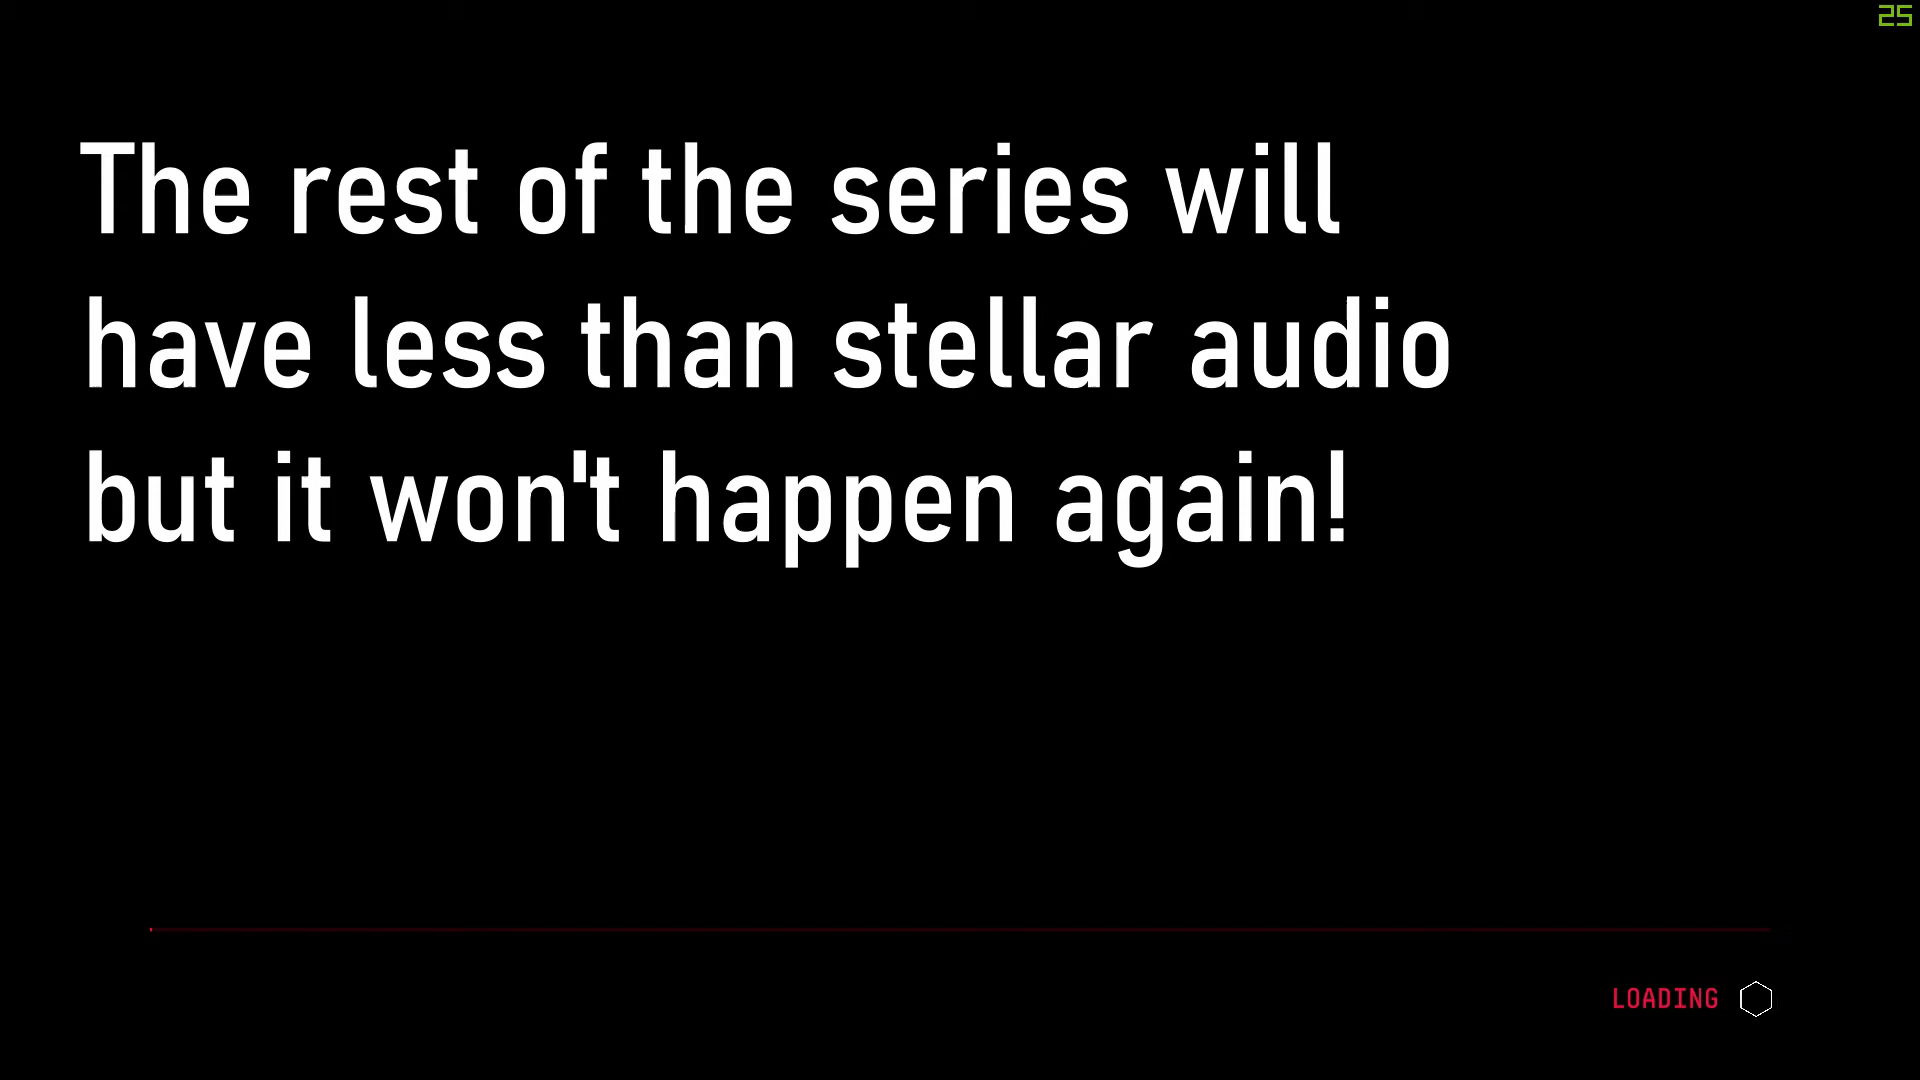 25
The rest of the series will
have less than stellar audio
but it won't happen again!
LOADING